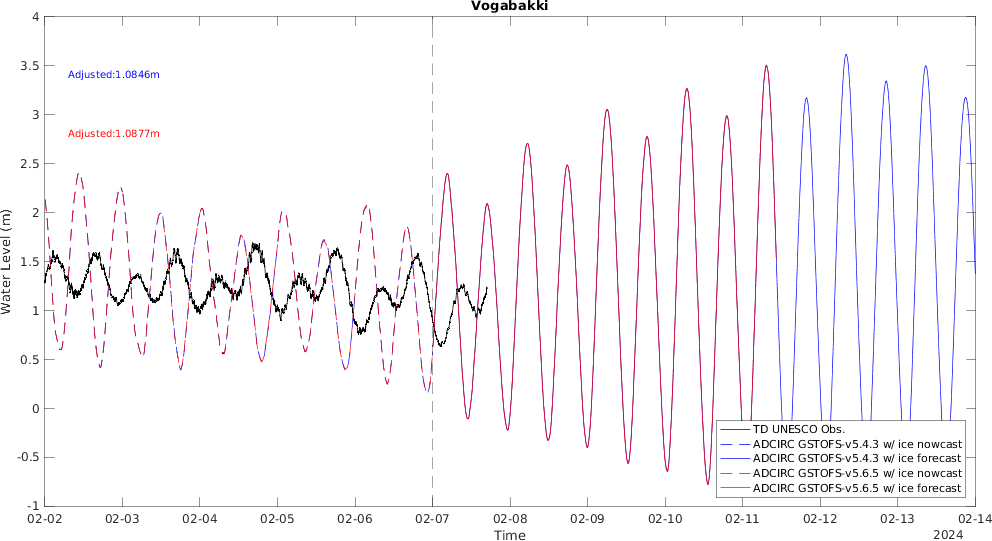 Vogabakki
Water Level (m)
4
3.5
3
2.5
2
1.5
1
0.5
0
-0.5
-1
Adjusted:1.0846m
Adjusted:1.0877m
TD UNESCO Obs.
ADCIRC GSTOFS-v5.4.3 w/ ice nowcast
ADCIRC GSTOFS-v5.4.3 w/ ice forecast
ADCIRC GSTOFS-v5.6.5 w/ ice nowcast
ADCIRC GSTOFS-v5.6.5 w/ ice forecast
02-02 02-03 02-04 02-05 02-06 02-07 02-08 02-09 02-10 02-11 02-12 02-13 02-14
Time
2024